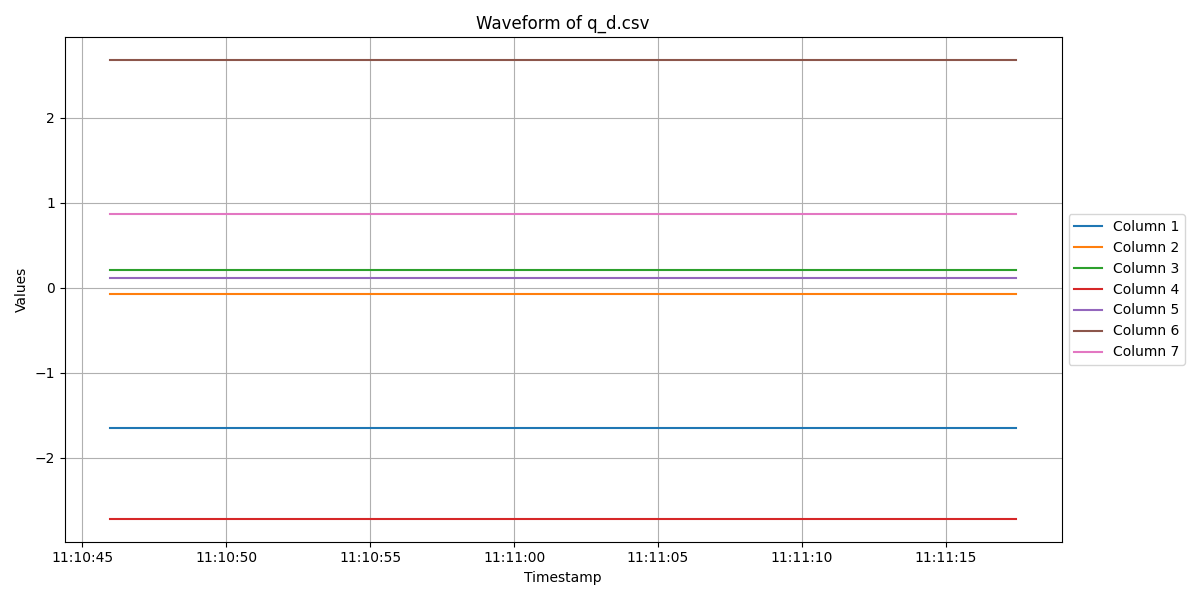 Waveform of q_d.csv
Values
2
1
0
−1
−2
11:10:45 11:10:50 11:10:55 11:11:00 11:11:05 11:11:10 11:11:15
Timestamp
Column 1
Column 2
Column 3
Column 4
Column 5
Column 6
Column 7